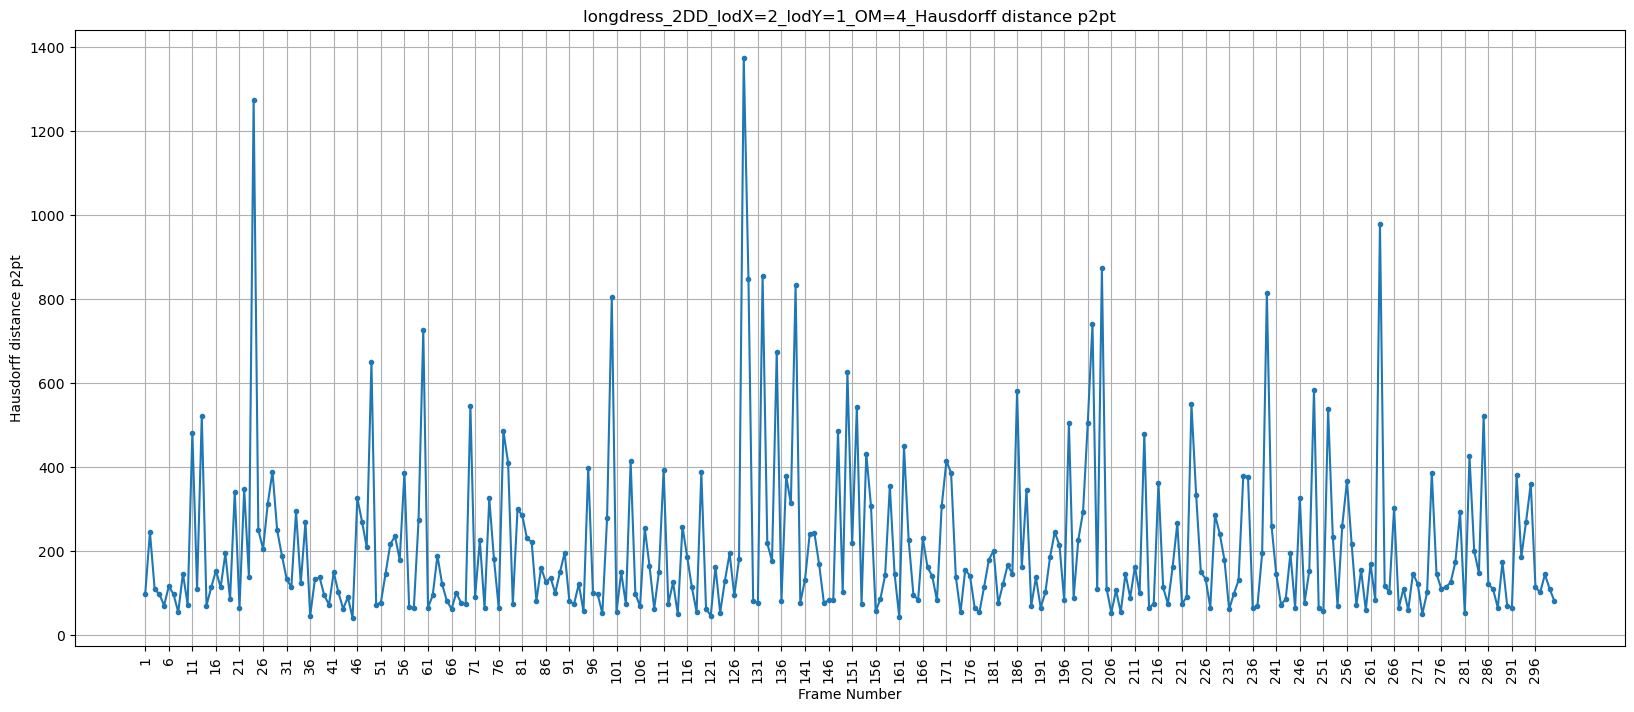 longdress_2DD_lodX=2_lodY=1_OM=4_Hausdorff distance p2pt
1400
1200
1000
800
600
400
200
0
Hausdorff distance p2pt
1 6 11 16 21 26 31 36 41 46 51 56 61 66 71 76 81 86 91 96 101 106 111 116 121 126 131 136 141 146 151 156 161 166 171 176 181 186 191 196 201 206 211 216 221 226 231 236 241 246 251 256 261 266 271 276 281 286 291 296
Frame Number